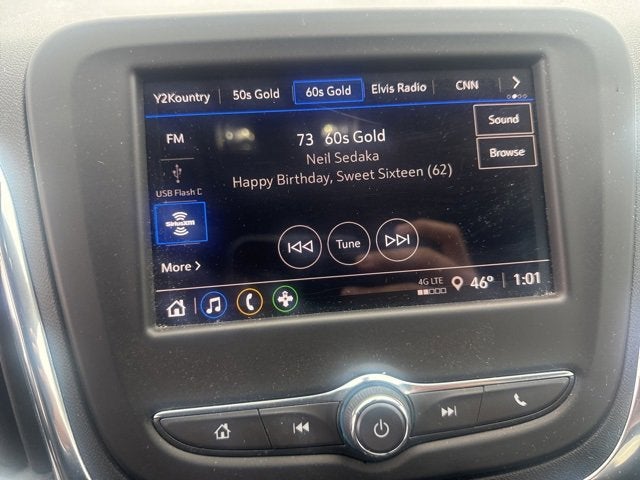 Y2Kountry 50s Gold 60s Gold Elvis Radio CNN >
FM
73 60s Gold
Neil Sedaka
Happy Birthday, Sweet Sixteen (62)
Sound
Browse
USB Flash D
SiriusXM
Tune
More >
4G LTE 46° 1:01